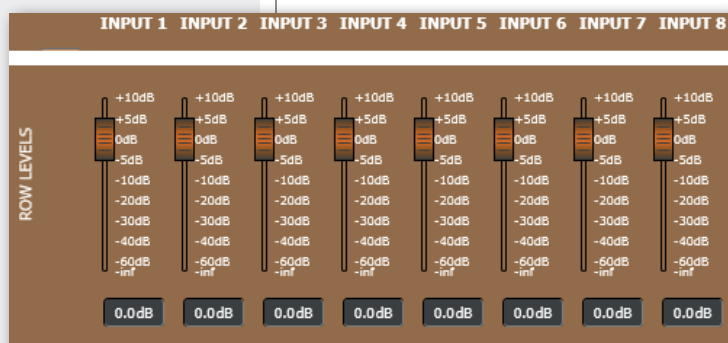 INPUT 1 INPUT 2 INPUT 3 INPUT 4 INPUT 5 INPUT 6 INPUT 7 INPUT 8
ROW LEVELS
+10dB +10dB +10dB +10dB +10dB +10dB +10dB +10dB
+5dB +5dB +5dB +5dB +5dB +5dB +5dB +5dB
0dB 0dB 0dB 0dB 0dB 0dB 0dB 0dB
-5dB -5dB -5dB -5dB -5dB -5dB -5dB -5dB
-10dB -10dB -10dB -10dB -10dB -10dB -10dB -10dB
-20dB -20dB -20dB -20dB -20dB -20dB -20dB -20dB
-30dB -30dB -30dB -30dB -30dB -30dB -30dB -30dB
-40dB -40dB -40dB -40dB -40dB -40dB -40dB -40dB
-60dB -60dB -60dB -60dB -60dB -60dB -60dB -60dB
-inf -inf -inf -inf -inf -inf -inf -inf
0.0dB 0.0dB 0.0dB 0.0dB 0.0dB 0.0dB 0.0dB 0.0dB